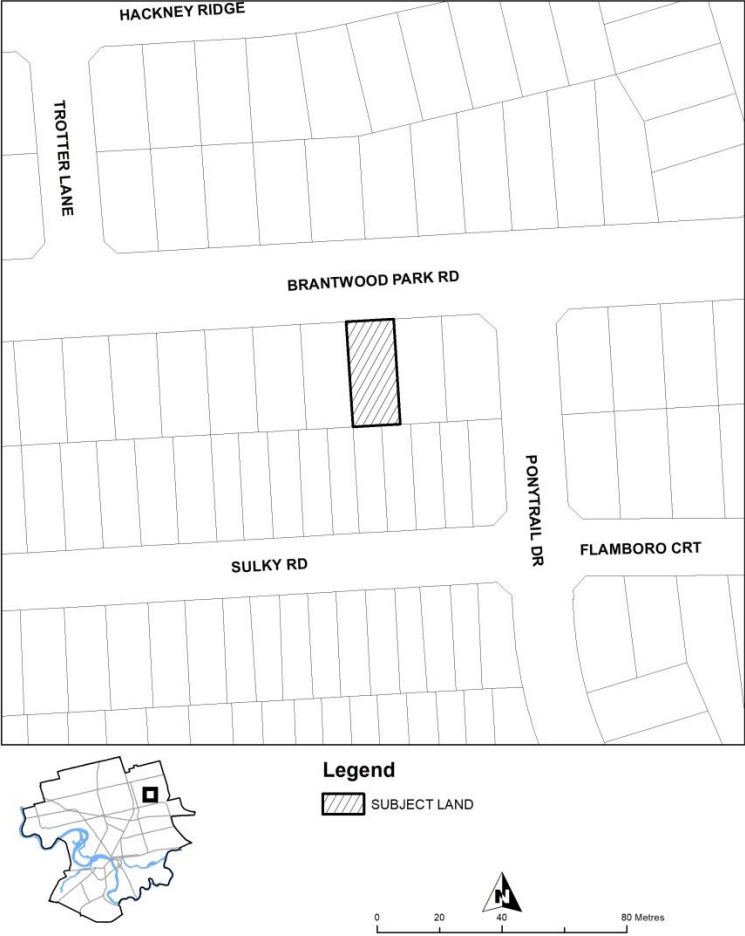 HACKNEY RIDGE
TROTTER LANE
BRANTWOOD PARK RD
PONYTRAIL DR
FLAMBORO CRT
SULKY RD
Legend
SUBJECT LAND
N
0 20 40 80 Metres